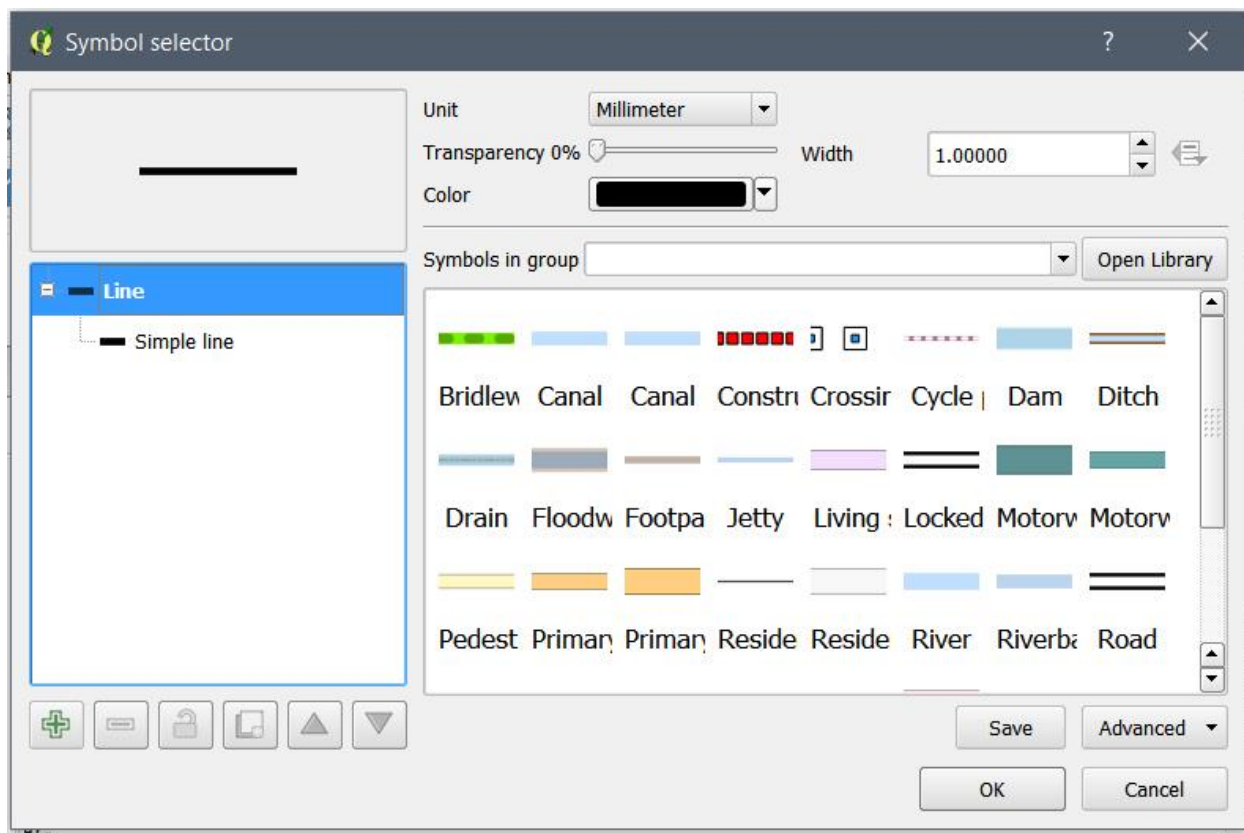 Symbol selector
Unit Millimeter
Transparency 0% Width 1.00000
Color
Symbols in group Open Library
Line
Simple line
Bridlew Canal Canal Constru Crossin Cycle p Dam Ditch
Drain Floodw Footpa Jetty Living s Locked Motorw Motorw
Pedest Primary Primary Reside Reside River Riverba Road
Save Advanced
OK Cancel